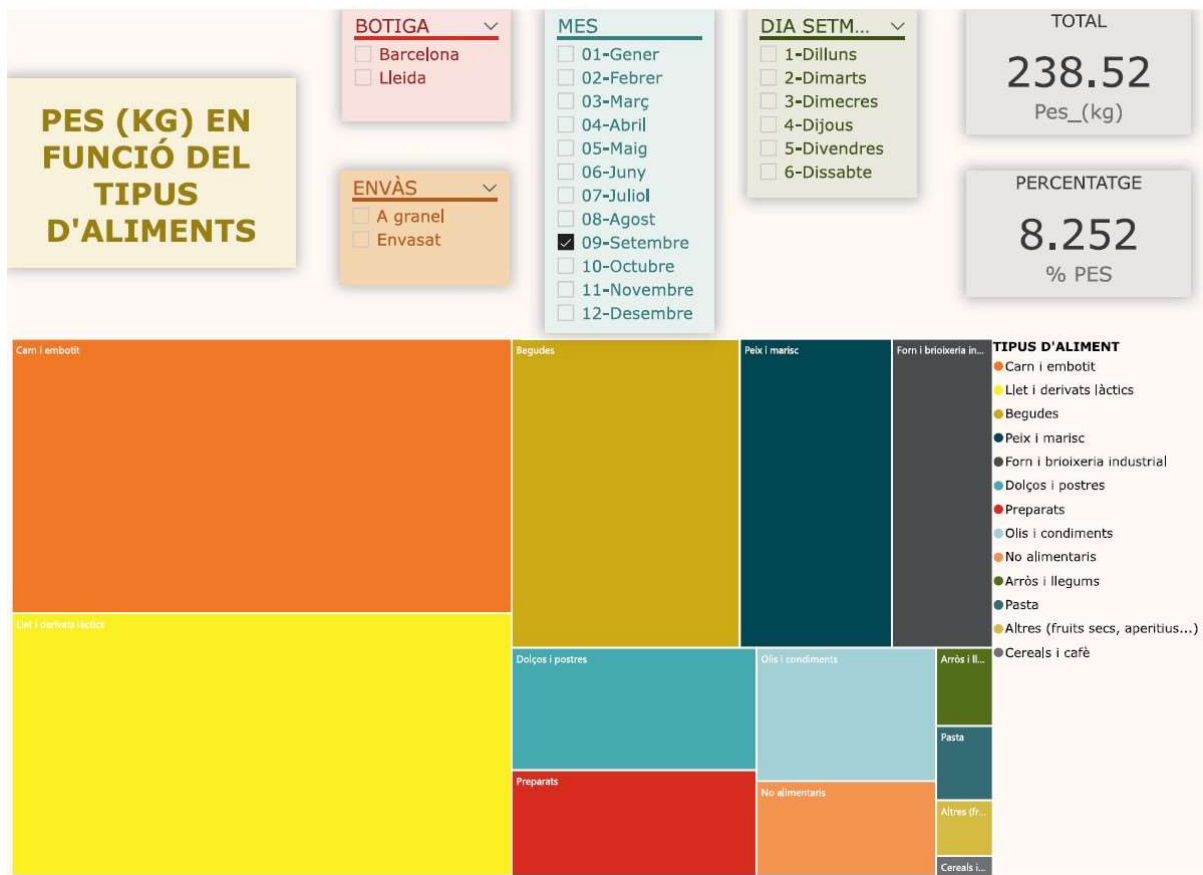 PES (KG) EN
FUNCIÓ DEL
TIPUS
D'ALIMENTS
BOTIGA
Barcelona
Lleida
ENVÀS
A granel
Envasat
MES
01-Gener
02-Febrer
03-Març
04-Abril
05-Maig
06-Juny
07-Juliol
08-Agost
09-Setembre
10-Octubre
11-Novembre
12-Desembre
DIA SETM...
1-Dilluns
2-Dimarts
3-Dimecres
4-Dijous
5-Divendres
6-Dissabte
TOTAL
238.52
Pes_(kg)
PERCENTATGE
8.252
% PES
Carn i embotit
Begudes
Peix i marisc
Forn i brioixeria in...
Llet i derivats làctics
Dolços i postres
Olis i condiments
Arròs i ll...
Pasta
Preparats
No alimentaris
Altres (fr...
Cereals i...
TIPUS D'ALIMENT
Carn i embotit
Llet i derivats làctics
Begudes
Peix i marisc
Forn i brioixeria industrial
Dolços i postres
Preparats
Olis i condiments
No alimentaris
Arròs i llegums
Pasta
Altres (fruits secs, aperitius...)
Cereals i cafè